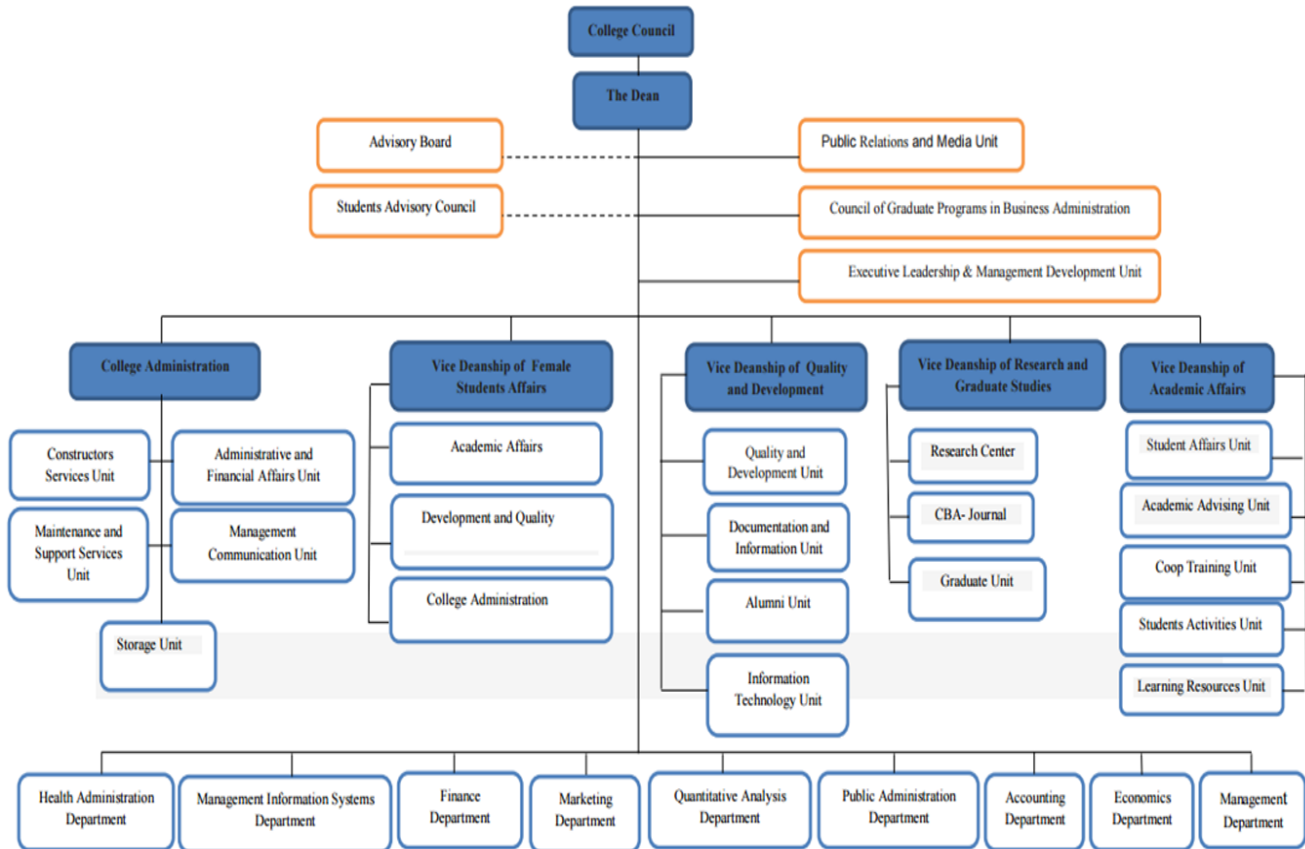 College Council
The Dean
Advisory Board
Public Relations and Media Unit
Students Advisory Council
Council of Graduate Programs in Business Administration
Executive Leadership & Management Development Unit
College Administration
Constructors
Services Unit
Administrative and
Financial Affairs Unit
Maintenance and
Support Services
Unit
Management
Communication Unit
Storage Unit
Vice Deanship of Female
Students Affairs
Academic Affairs
Development and Quality
College Administration
Vice Deanship of Quality
and Development
Quality and
Development Unit
Documentation and
Information Unit
Alumni Unit
Information
Technology Unit
Vice Deanship of Research and
Graduate Studies
Research Center
CBA- Journal
Graduate Unit
Vice Deanship of
Academic Affairs
Student Affairs Unit
Academic Advising Unit
Coop Training Unit
Students Activities Unit
Learning Resources Unit
Health Administration
Department
Management Information Systems
Department
Finance
Department
Marketing
Department
Quantitative Analysis
Department
Public Administration
Department
Accounting
Department
Economics
Department
Management
Department